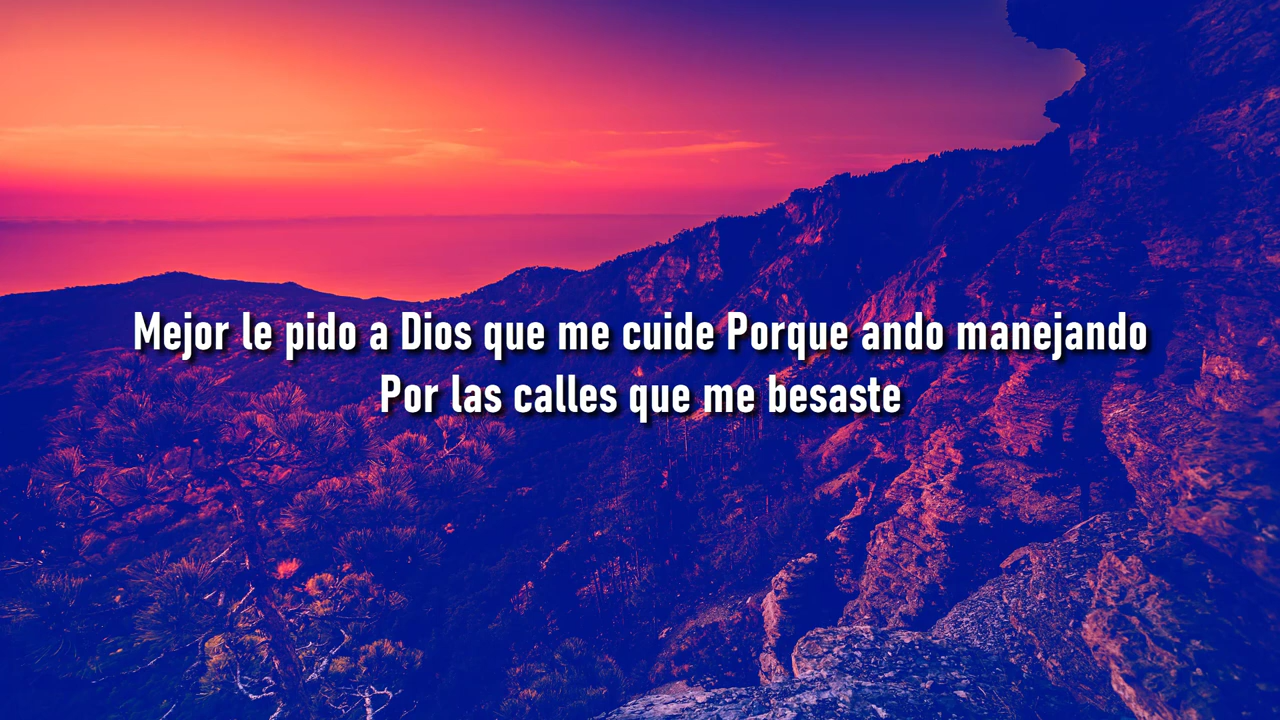 Mejor le pido a Dios que me cuide Porque ando manejando
Por las calles que me besaste